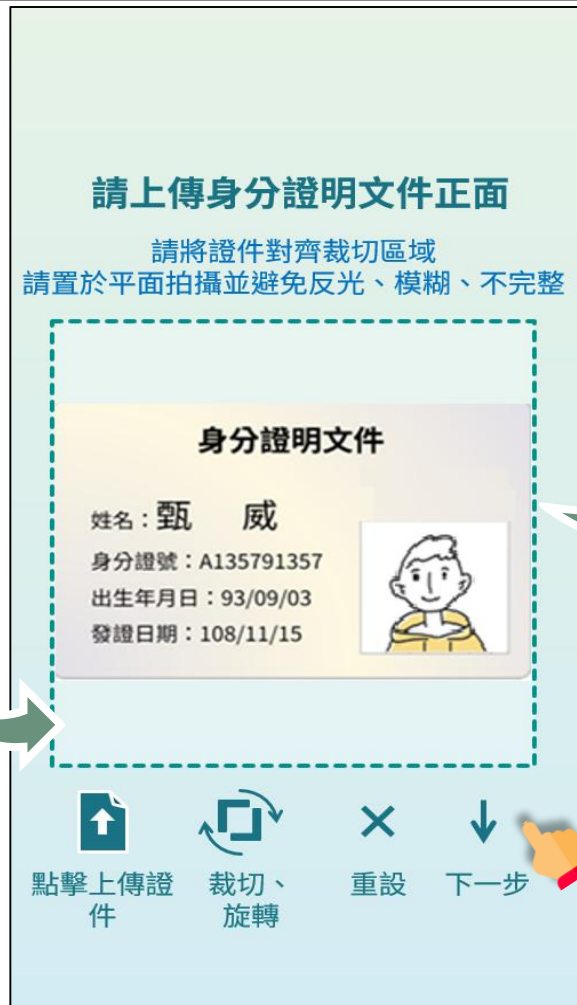 請上傳身分證明文件正面
請將證件對齊裁切區域
請置於平面拍攝並避免反光、模糊、不完整
身分證明文件
姓名：甄　威
身分證號：A135791357
出生年月日：93/09/03
發證日期：108/11/15
點擊上傳證件
裁切、旋轉
重設
下一步